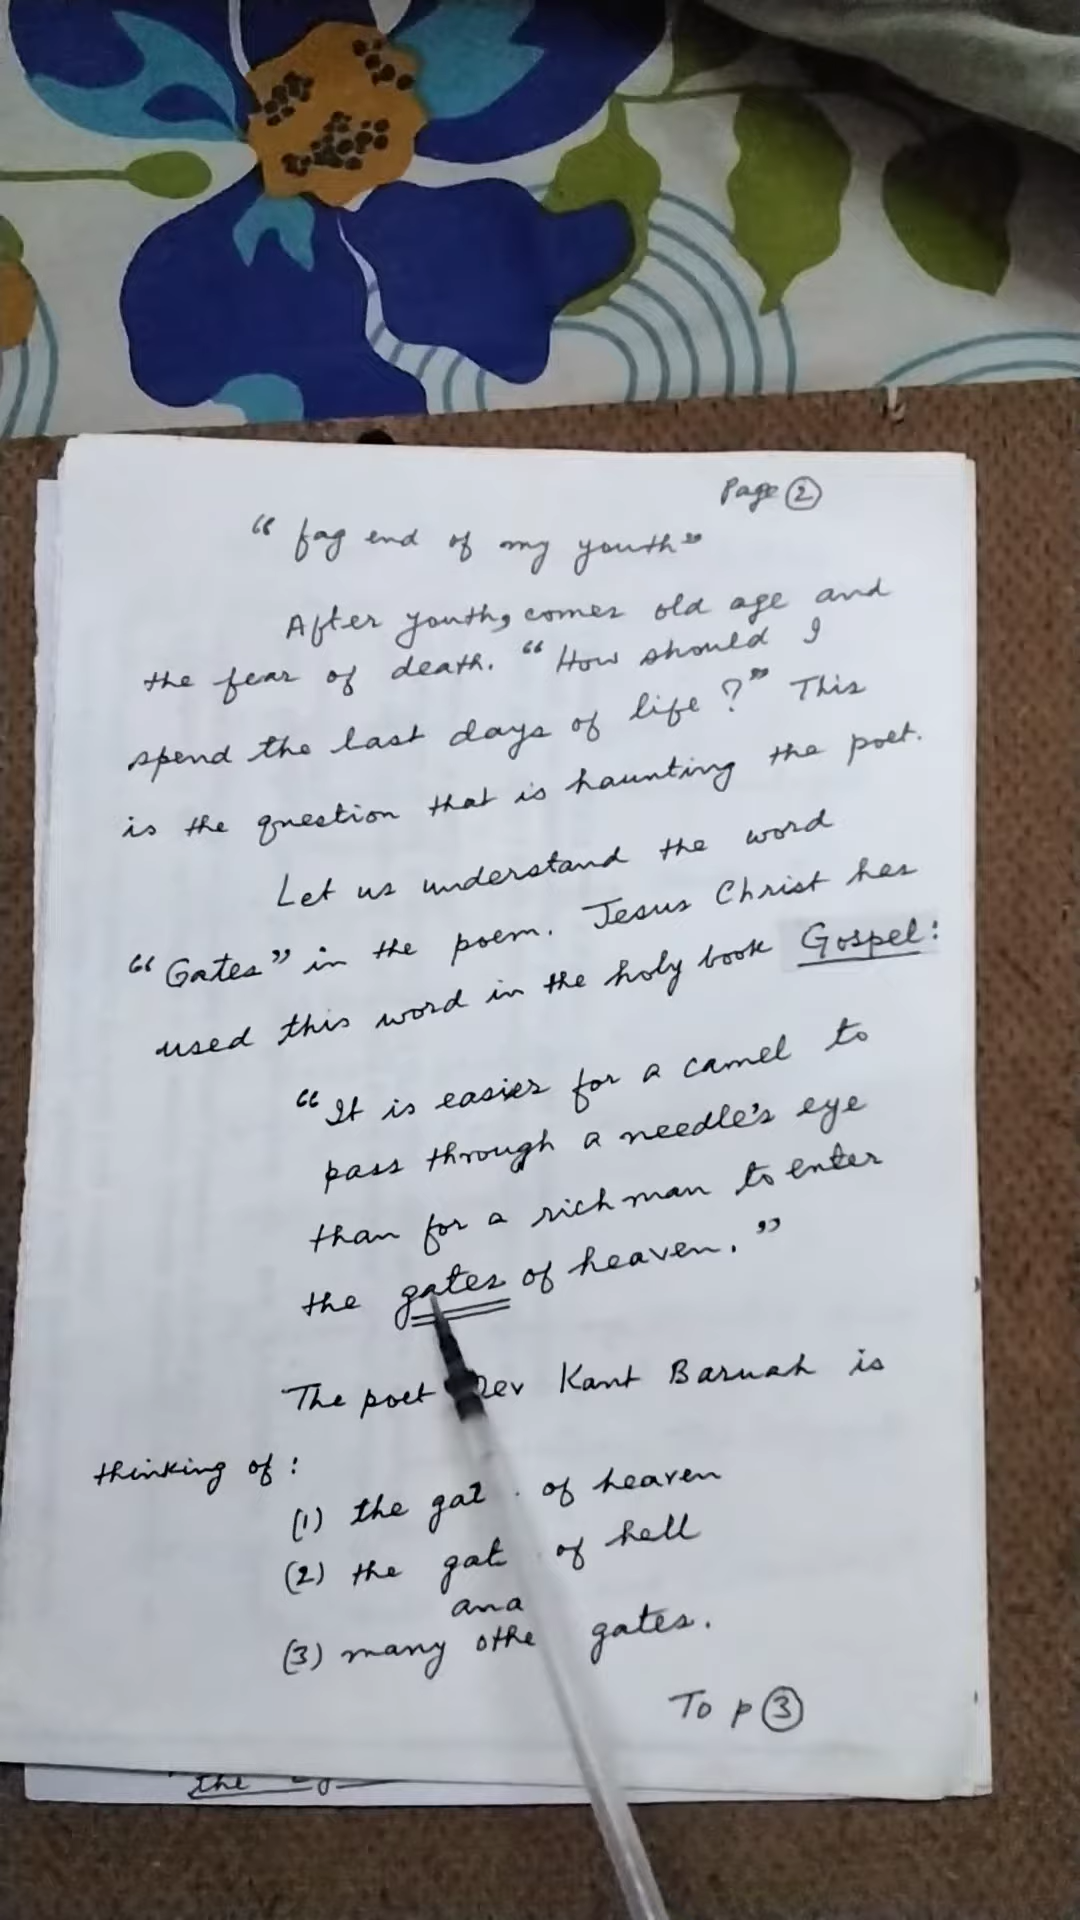 Page ②
“fag end of my youth”
After youth, comes old age and
the fear of death. “How should I
spend the last days of life?” This
is the question that is haunting the poet.
Let us understand the word
“Gates” in the poem. Jesus Christ has
used this word in the holy book Gospel:
“It is easier for a camel to
pass through a needle's eye
than for a rich man to enter
the gates of heaven.”
The poet Dev Kant Baruah is
thinking of:
(1) the gat of heaven
(2) the gat of hell
and
(3) many othe gates.
To p ③
the